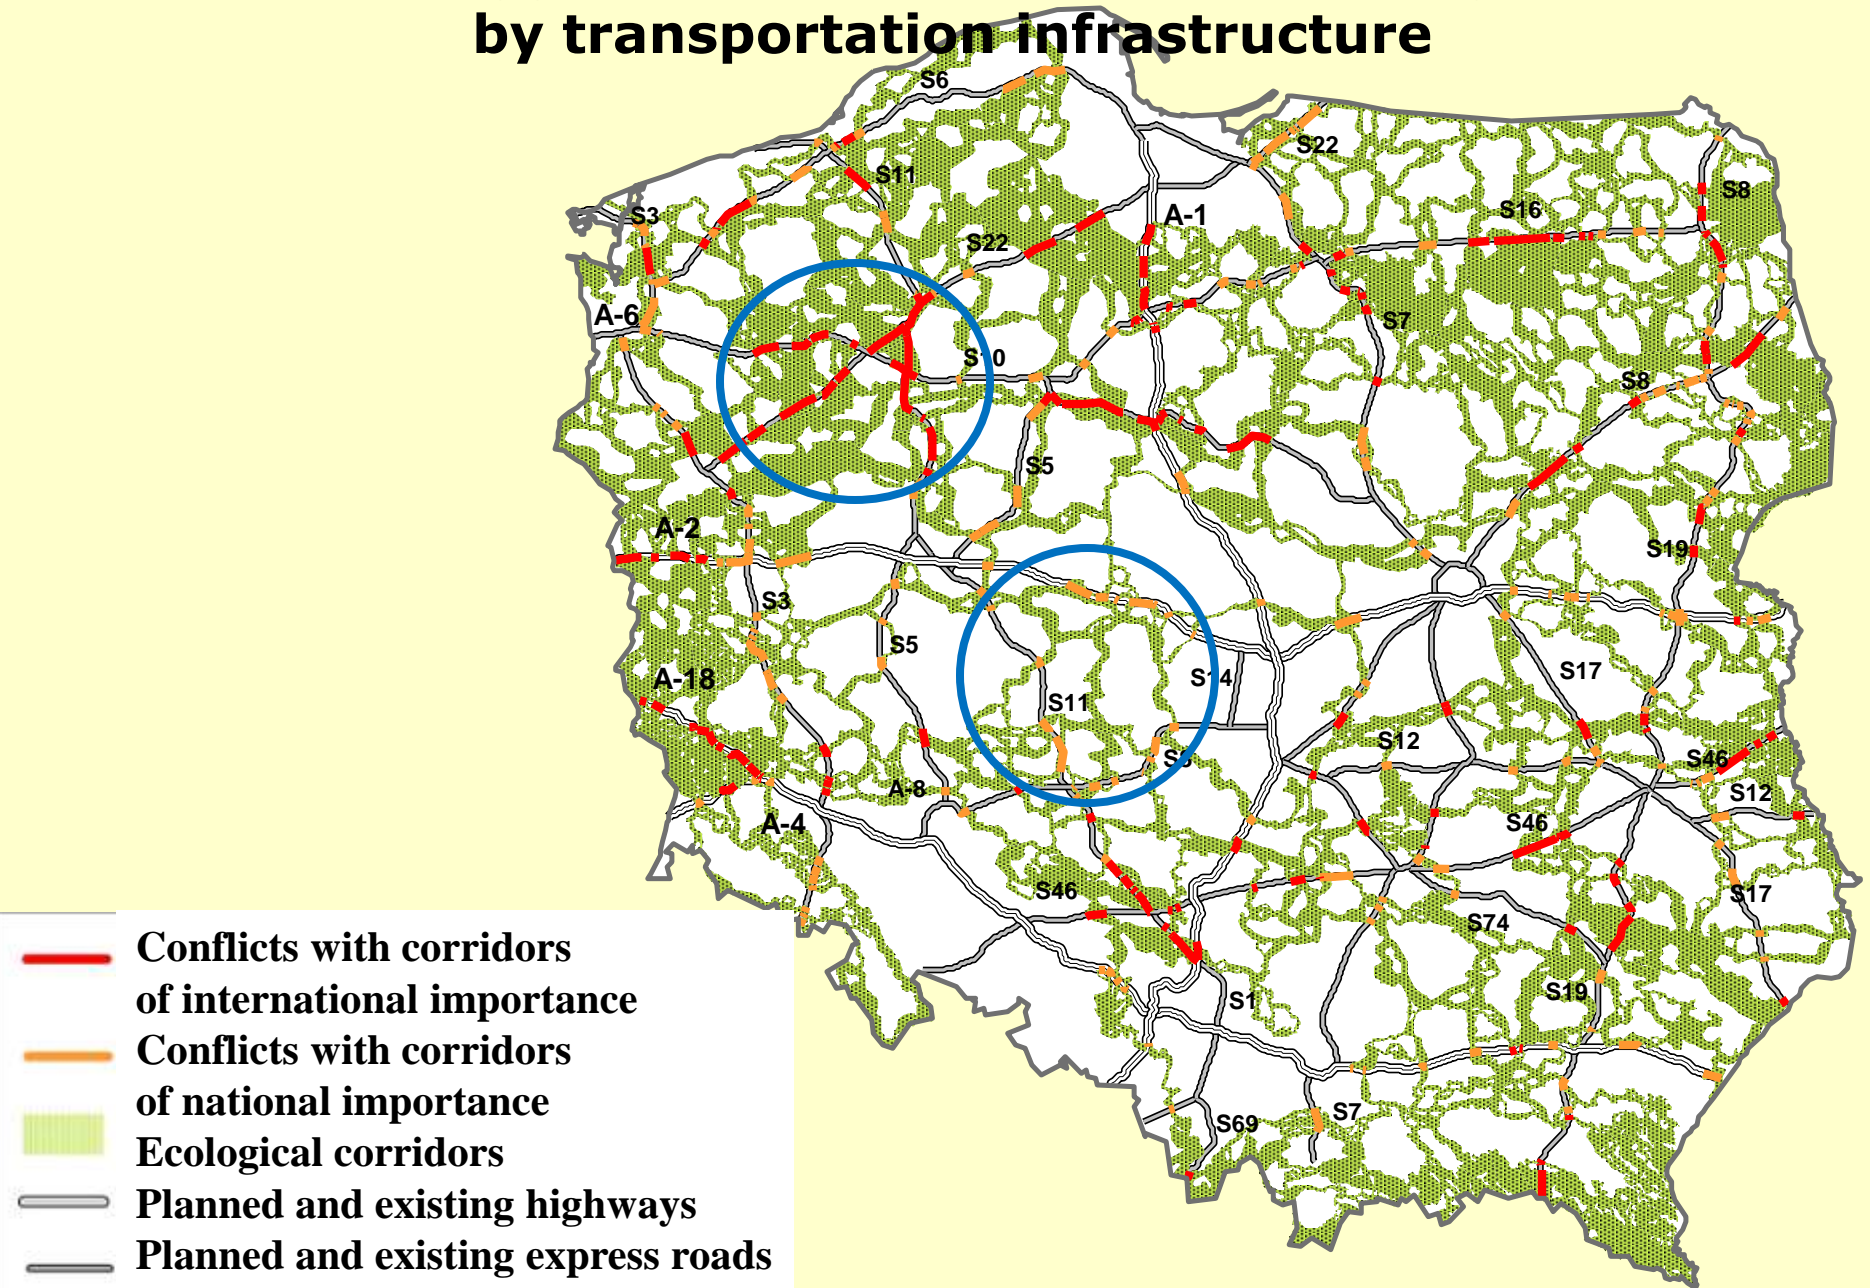 by transportation infrastructure
S6
S22
S11
S8
S3
A-1
S16
S22
A-6
S7
S10
S8
S5
A-2
S19
S3
S5
A-18
S14
S17
S11
S12
S46
A-8
S12
A-4
S46
S46
S17
S74
S19
S1
S69
S7
Conflicts with corridors
of international importance
Conflicts with corridors
of national importance
Ecological corridors
Planned and existing highways
Planned and existing express roads